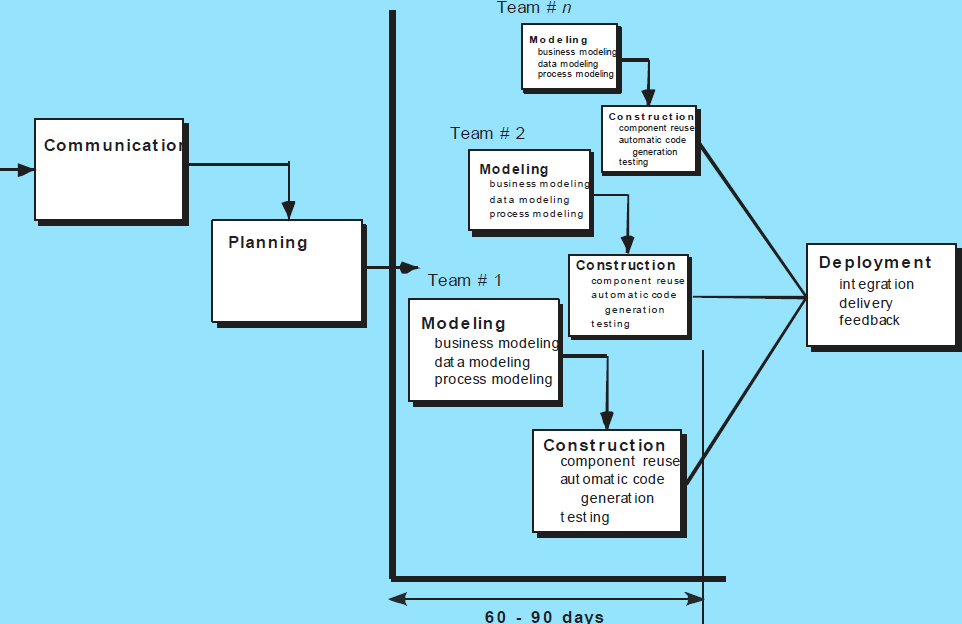 Team # n
Modeling
business modeling
data modeling
process modeling
Construction
component reuse
automatic code
generation
testing
Team # 2
Modeling
business modeling
data modeling
process modeling
Construction
component reuse
automatic code
generation
testing
Team # 1
Modeling
business modeling
data modeling
process modeling
Construction
component reuse
automatic code
generation
testing
Communication
Planning
Deployment
integration
delivery
feedback
60 - 90 days